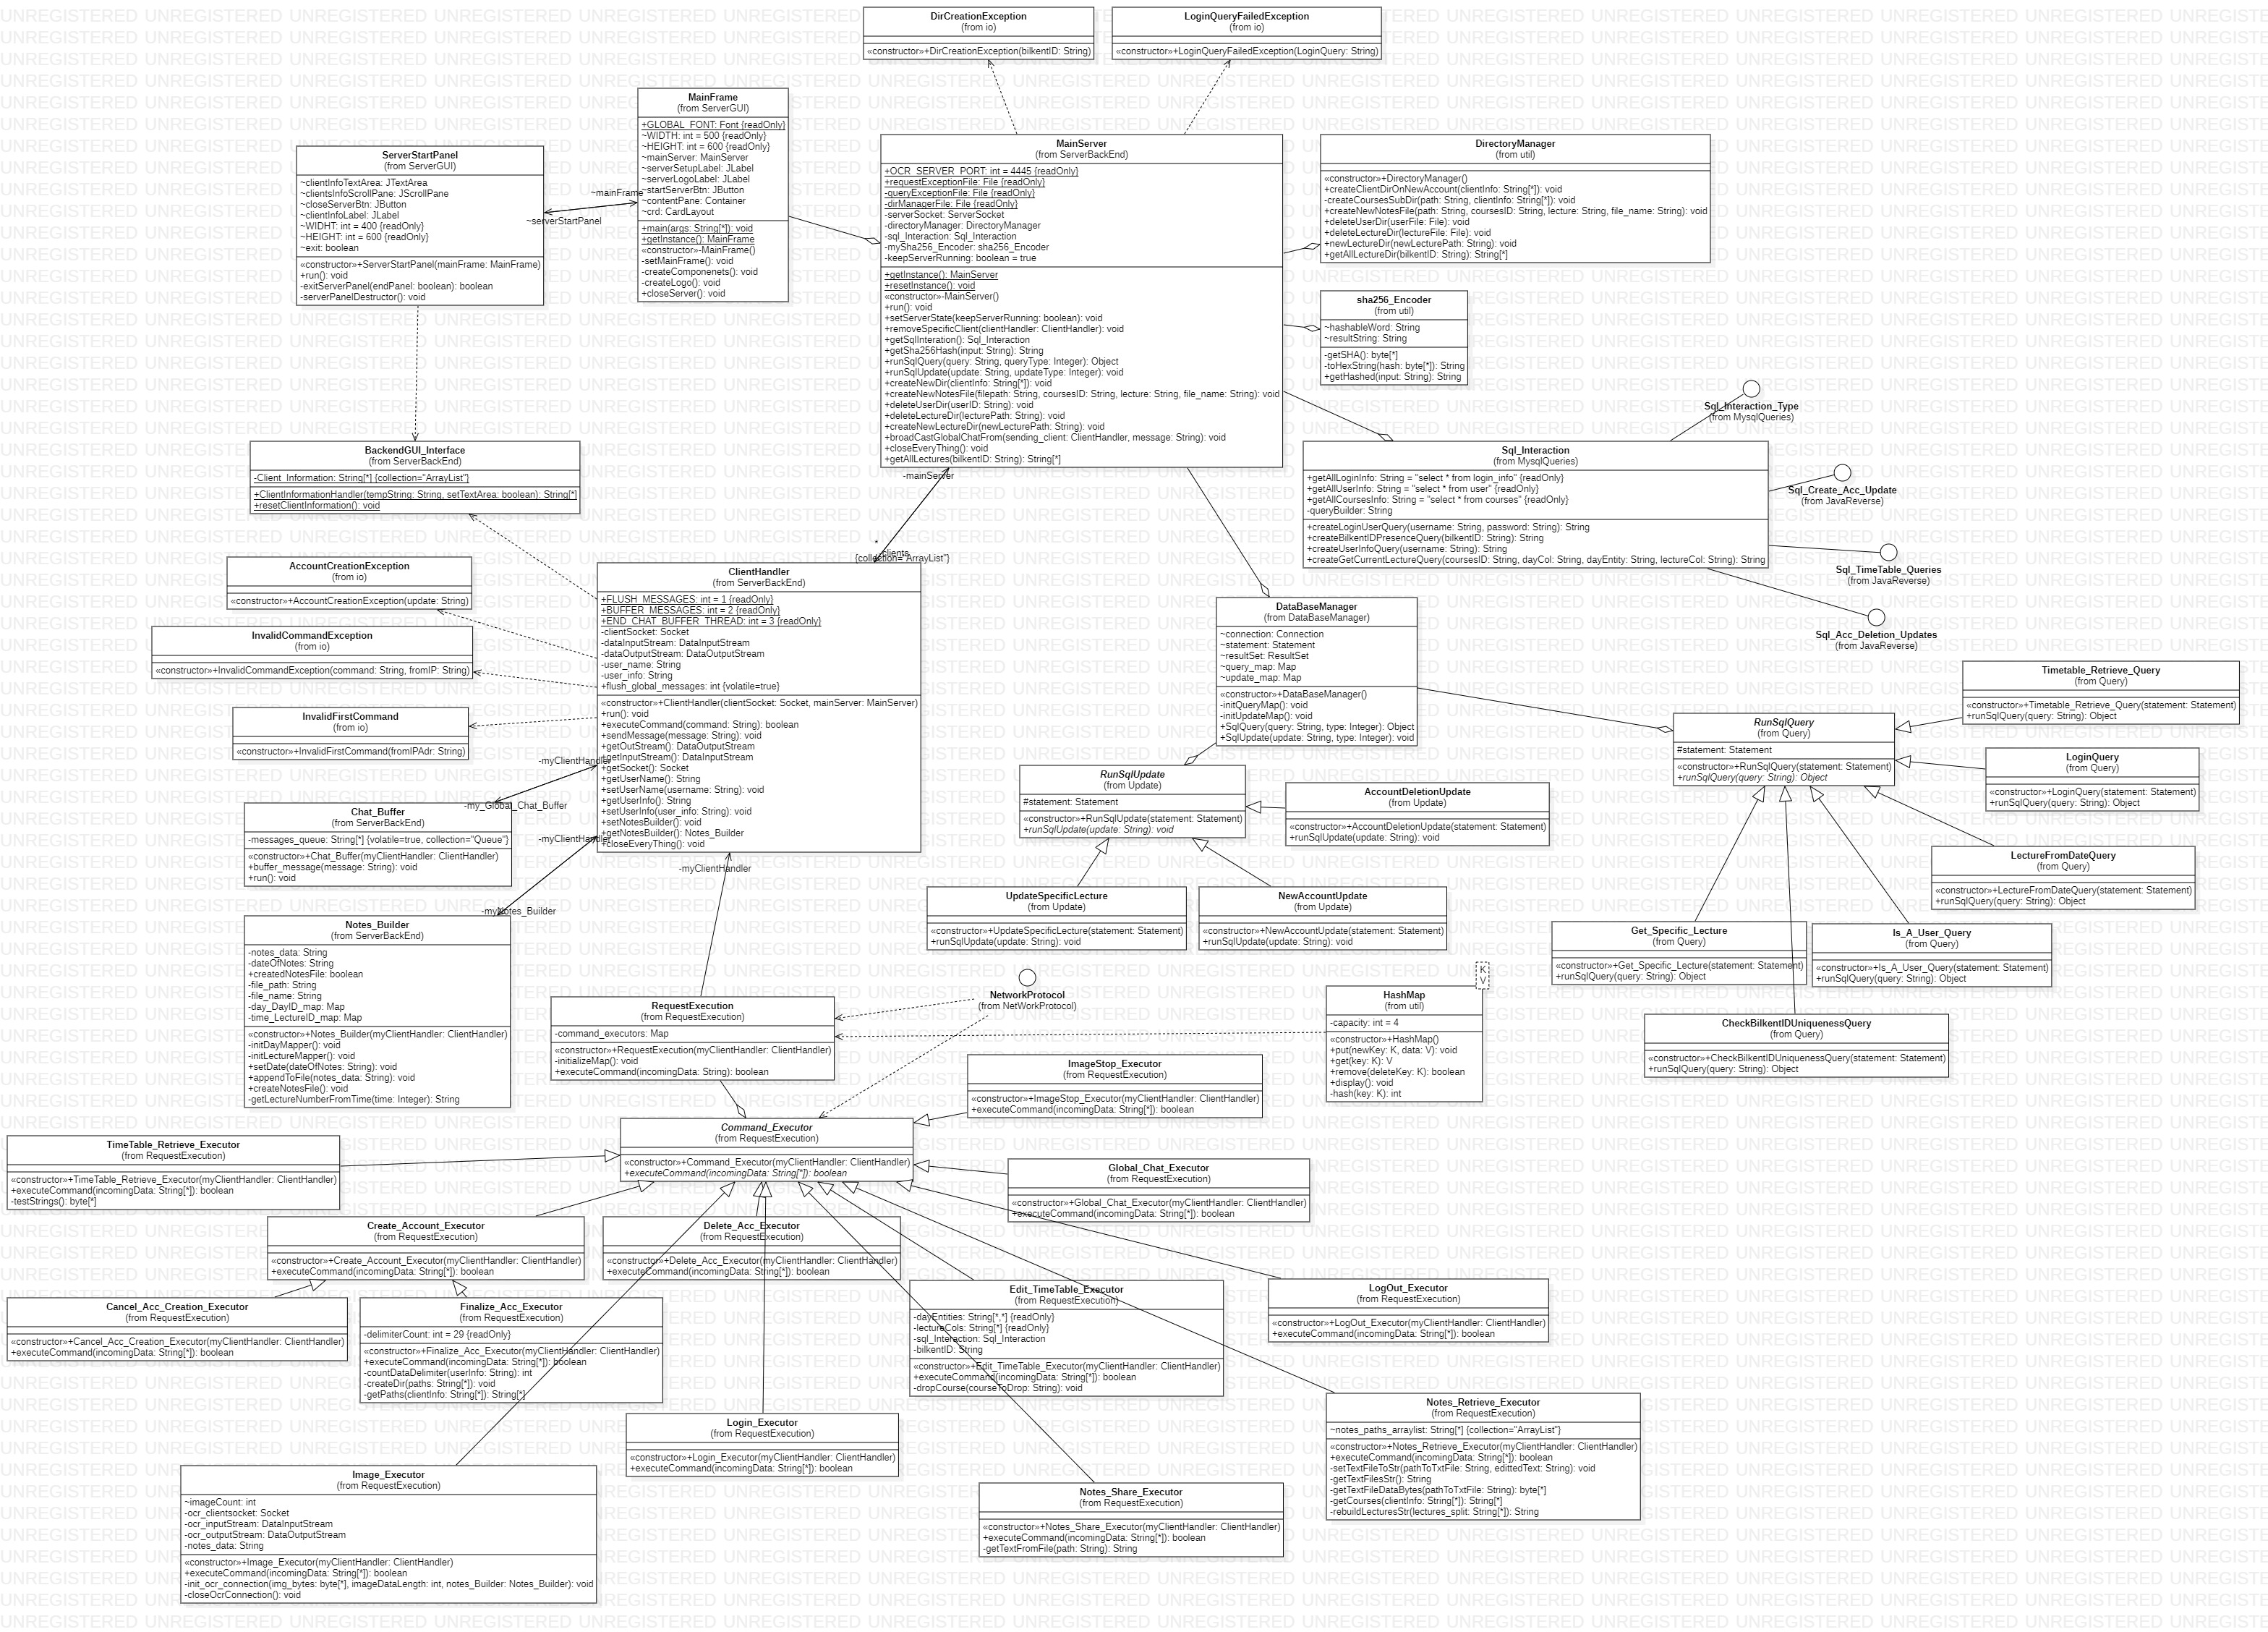 DirCreationException
(from io)
«constructor»+DirCreationException(bilkentID: String)
LoginQueryFailedException
(from io)
«constructor»+LoginQueryFailedException(LoginQuery: String)
MainFrame
(from ServerGUI)
+GLOBAL_FONT: Font {readOnly}
~WIDTH: int = 500 {readOnly}
~HEIGHT: int = 600 {readOnly}
~mainServer: MainServer
~serverSetupLabel: JLabel
~serverLogoLabel: JLabel
~startServerBtn: JButton
~contentPane: Container
~crd: CardLayout
+main(args: String[*]): void
+getInstance(): MainFrame
«constructor»-MainFrame()
-setMainFrame(): void
-createComponenets(): void
-createLogo(): void
+closeServer(): void
ServerStartPanel
(from ServerGUI)
~clientInfoTextArea: JTextArea
~clientsInfoScrollPane: JScrollPane
~closeServerBtn: JButton
~clientInfoLabel: JLabel
~WIDHT: int = 400 {readOnly}
~HEIGHT: int = 600 {readOnly}
~exit: boolean
«constructor»+ServerStartPanel(mainFrame: MainFrame)
+run(): void
-exitServerPanel(endPanel: boolean): boolean
-serverPanelDestructor(): void
~mainFrame
~serverStartPanel
MainServer
(from ServerBackEnd)
+OCR_SERVER_PORT: int = 4445 {readOnly}
+requestExceptionFile: File {readOnly}
-queryExceptionFile: File {readOnly}
-dirManagerFile: File {readOnly}
-serverSocket: ServerSocket
-directoryManager: DirectoryManager
-sql_Interaction: Sql_Interaction
-mySha256_Encoder: sha256_Encoder
-keepServerRunning: boolean = true
+getInstance(): MainServer
+resetInstance(): void
«constructor»-MainServer()
+run(): void
+setServerState(keepServerRunning: boolean): void
+removeSpecificClient(clientHandler: ClientHandler): void
+getSqlInteration(): Sql_Interaction
+getSha256Hash(input: String): String
+runSqlQuery(query: String, queryType: Integer): Object
+runSqlUpdate(update: String, updateType: Integer): void
+createNewDir(clientInfo: String[*]): void
+createNewNotesFile(filepath: String, coursesID: String, lecture: String, file_name: String): void
+deleteUserDir(userID: String): void
+deleteLectureDir(lecturePath: String): void
+createNewLectureDir(newLecturePath: String): void
+broadCastGlobalChatFrom(sending_client: ClientHandler, message: String): void
+closeEveryThing(): void
+getAllLectures(bilkentID: String): String[*]
DirectoryManager
(from util)
«constructor»+DirectoryManager()
+createClientDirOnNewAccount(clientInfo: String[*]): void
-createCoursesSubDir(path: String, clientInfo: String[*]): void
+createNewNotesFile(path: String, coursesID: String, lecture: String, file_name: String): void
+deleteUserDir(userFile: File): void
+deleteLectureDir(lectureFile: File): void
+newLectureDir(newLecturePath: String): void
+getAllLectureDir(bilkentID: String): String[*]
sha256_Encoder
(from util)
~hashableWord: String
~resultString: String
-getSHA(): byte[*]
-toHexString(hash: byte[*]): String
+getHashed(input: String): String
Sql_Interaction_Type
(from MysqlQueries)
Sql_Interaction
(from MysqlQueries)
+getAllLoginInfo: String = "select * from login_info" {readOnly}
+getAllUserInfo: String = "select * from user" {readOnly}
+getAllCoursesInfo: String = "select * from courses" {readOnly}
-queryBuilder: String
+createLoginUserQuery(username: String, password: String): String
+createBilkentIDPresenceQuery(bilkentID: String): String
+createUserInfoQuery(username: String): String
+createGetCurrentLectureQuery(coursesID: String, dayCol: String, dayEntity: String, lectureCol: String): String
Sql_Create_Acc_Update
(from JavaReverse)
Sql_TimeTable_Queries
(from JavaReverse)
Sql_Acc_Deletion_Updates
(from JavaReverse)
BackendGUI_Interface
(from ServerBackEnd)
-Client_Information: String[*] {collection="ArrayList"}
+ClientInformationHandler(tempString: String, setTextArea: boolean): String[*]
+resetClientInformation(): void
-mainServer
*
-clients
{collection="ArrayList"}
AccountCreationException
(from io)
«constructor»+AccountCreationException(update: String)
InvalidCommandException
(from io)
«constructor»+InvalidCommandException(command: String, fromIP: String)
InvalidFirstCommand
(from io)
«constructor»+InvalidFirstCommand(fromIPAdr: String)
ClientHandler
(from ServerBackEnd)
+FLUSH_MESSAGES: int = 1 {readOnly}
+BUFFER_MESSAGES: int = 2 {readOnly}
+END_CHAT_BUFFER_THREAD: int = 3 {readOnly}
-clientSocket: Socket
-dataInputStream: DataInputStream
-dataOutputStream: DataOutputStream
-user_name: String
-user_info: String
+flush_global_messages: int {volatile=true}
«constructor»+ClientHandler(clientSocket: Socket, mainServer: MainServer)
+run(): void
+executeCommand(command: String): boolean
+sendMessage(message: String): void
+getOutStream(): DataOutputStream
+getInputStream(): DataInputStream
+getSocket(): Socket
+getUserName(): String
+setUserName(username: String): void
+getUserInfo(): String
+setUserInfo(user_info: String): void
+setNotesBuilder(): void
+getNotesBuilder(): Notes_Builder
+closeEveryThing(): void
-myClientHandler
-my_Global_Chat_Buffer
-myClientHandler
-myNotes_Builder
-myClientHandler
Chat_Buffer
(from ServerBackEnd)
-messages_queue: String[*] {volatile=true, collection="Queue"}
«constructor»+Chat_Buffer(myClientHandler: ClientHandler)
+buffer_message(message: String): void
+run(): void
Notes_Builder
(from ServerBackEnd)
-notes_data: String
-dateOfNotes: String
+createdNotesFile: boolean
-file_path: String
-file_name: String
-day_DayID_map: Map
-time_LectureID_map: Map
«constructor»+Notes_Builder(myClientHandler: ClientHandler)
-initDayMapper(): void
-initLectureMapper(): void
+setDate(dateOfNotes: String): void
+appendToFile(notes_data: String): void
+createNotesFile(): void
-getLectureNumberFromTime(time: Integer): String
DataBaseManager
(from DataBaseManager)
~connection: Connection
~statement: Statement
~resultSet: ResultSet
~query_map: Map
~update_map: Map
«constructor»+DataBaseManager()
-initQueryMap(): void
-initUpdateMap(): void
+SqlQuery(query: String, type: Integer): Object
+SqlUpdate(update: String, type: Integer): void
RunSqlUpdate
(from Update)
#statement: Statement
«constructor»+RunSqlUpdate(statement: Statement)
+runSqlUpdate(update: String): void
AccountDeletionUpdate
(from Update)
«constructor»+AccountDeletionUpdate(statement: Statement)
+runSqlUpdate(update: String): void
UpdateSpecificLecture
(from Update)
«constructor»+UpdateSpecificLecture(statement: Statement)
+runSqlUpdate(update: String): void
NewAccountUpdate
(from Update)
«constructor»+NewAccountUpdate(statement: Statement)
+runSqlUpdate(update: String): void
RunSqlQuery
(from Query)
#statement: Statement
«constructor»+RunSqlQuery(statement: Statement)
+runSqlQuery(query: String): Object
Timetable_Retrieve_Query
(from Query)
«constructor»+Timetable_Retrieve_Query(statement: Statement)
+runSqlQuery(query: String): Object
LoginQuery
(from Query)
«constructor»+LoginQuery(statement: Statement)
+runSqlQuery(query: String): Object
LectureFromDateQuery
(from Query)
«constructor»+LectureFromDateQuery(statement: Statement)
+runSqlQuery(query: String): Object
Get_Specific_Lecture
(from Query)
«constructor»+Get_Specific_Lecture(statement: Statement)
+runSqlQuery(query: String): Object
Is_A_User_Query
(from Query)
«constructor»+Is_A_User_Query(statement: Statement)
+runSqlQuery(query: String): Object
CheckBilkentIDUniquenessQuery
(from Query)
«constructor»+CheckBilkentIDUniquenessQuery(statement: Statement)
+runSqlQuery(query: String): Object
RequestExecution
(from RequestExecution)
-command_executors: Map
«constructor»+RequestExecution(myClientHandler: ClientHandler)
-initializeMap(): void
+executeCommand(incomingData: String): boolean
NetworkProtocol
(from NetWorkProtocol)
K
V
HashMap
(from util)
-capacity: int = 4
«constructor»+HashMap()
+put(newKey: K, data: V): void
+get(key: K): V
+remove(deleteKey: K): boolean
+display(): void
-hash(key: K): int
ImageStop_Executor
(from RequestExecution)
«constructor»+ImageStop_Executor(myClientHandler: ClientHandler)
+executeCommand(incomingData: String[*]): boolean
Command_Executor
(from RequestExecution)
«constructor»+Command_Executor(myClientHandler: ClientHandler)
+executeCommand(incomingData: String[*]): boolean
TimeTable_Retrieve_Executor
(from RequestExecution)
«constructor»+TimeTable_Retrieve_Executor(myClientHandler: ClientHandler)
+executeCommand(incomingData: String[*]): boolean
-testStrings(): byte[*]
Global_Chat_Executor
(from RequestExecution)
«constructor»+Global_Chat_Executor(myClientHandler: ClientHandler)
+executeCommand(incomingData: String[*]): boolean
Create_Account_Executor
(from RequestExecution)
«constructor»+Create_Account_Executor(myClientHandler: ClientHandler)
+executeCommand(incomingData: String[*]): boolean
Delete_Acc_Executor
(from RequestExecution)
«constructor»+Delete_Acc_Executor(myClientHandler: ClientHandler)
+executeCommand(incomingData: String[*]): boolean
Cancel_Acc_Creation_Executor
(from RequestExecution)
«constructor»+Cancel_Acc_Creation_Executor(myClientHandler: ClientHandler)
+executeCommand(incomingData: String[*]): boolean
Finalize_Acc_Executor
(from RequestExecution)
-delimiterCount: int = 29 {readOnly}
«constructor»+Finalize_Acc_Executor(myClientHandler: ClientHandler)
+executeCommand(incomingData: String[*]): boolean
-countDataDelimiter(userInfo: String): int
-createDir(paths: String[*]): void
-getPaths(clientInfo: String[*]): String[*]
Edit_TimeTable_Executor
(from RequestExecution)
-dayEntities: String[*,*] {readOnly}
-lectureCols: String[*] {readOnly}
-sql_Interaction: Sql_Interaction
-bilkentID: String
«constructor»+Edit_TimeTable_Executor(myClientHandler: ClientHandler)
+executeCommand(incomingData: String[*]): boolean
-dropCourse(courseToDrop: String): void
LogOut_Executor
(from RequestExecution)
«constructor»+LogOut_Executor(myClientHandler: ClientHandler)
+executeCommand(incomingData: String[*]): boolean
Login_Executor
(from RequestExecution)
«constructor»+Login_Executor(myClientHandler: ClientHandler)
+executeCommand(incomingData: String[*]): boolean
Notes_Retrieve_Executor
(from RequestExecution)
~notes_paths_arraylist: String[*] {collection="ArrayList"}
«constructor»+Notes_Retrieve_Executor(myClientHandler: ClientHandler)
+executeCommand(incomingData: String[*]): boolean
-setTextFileToStr(pathToTxtFile: String, edittedText: String): void
-getTextFilesStr(): String
-getTextFileDataBytes(pathToTxtFile: String): byte[*]
-getCourses(clientInfo: String[*]): String[*]
-rebuildLecturesStr(lectures_split: String[*]): String
Image_Executor
(from RequestExecution)
~imageCount: int
-ocr_clientsocket: Socket
-ocr_inputStream: DataInputStream
-ocr_outputStream: DataOutputStream
-notes_data: String
«constructor»+Image_Executor(myClientHandler: ClientHandler)
+executeCommand(incomingData: String[*]): boolean
-init_ocr_connection(img_bytes: byte[*], imageDataLength: int, notes_Builder: Notes_Builder): void
-closeOcrConnection(): void
Notes_Share_Executor
(from RequestExecution)
«constructor»+Notes_Share_Executor(myClientHandler: ClientHandler)
+executeCommand(incomingData: String[*]): boolean
-getTextFromFile(path: String): String